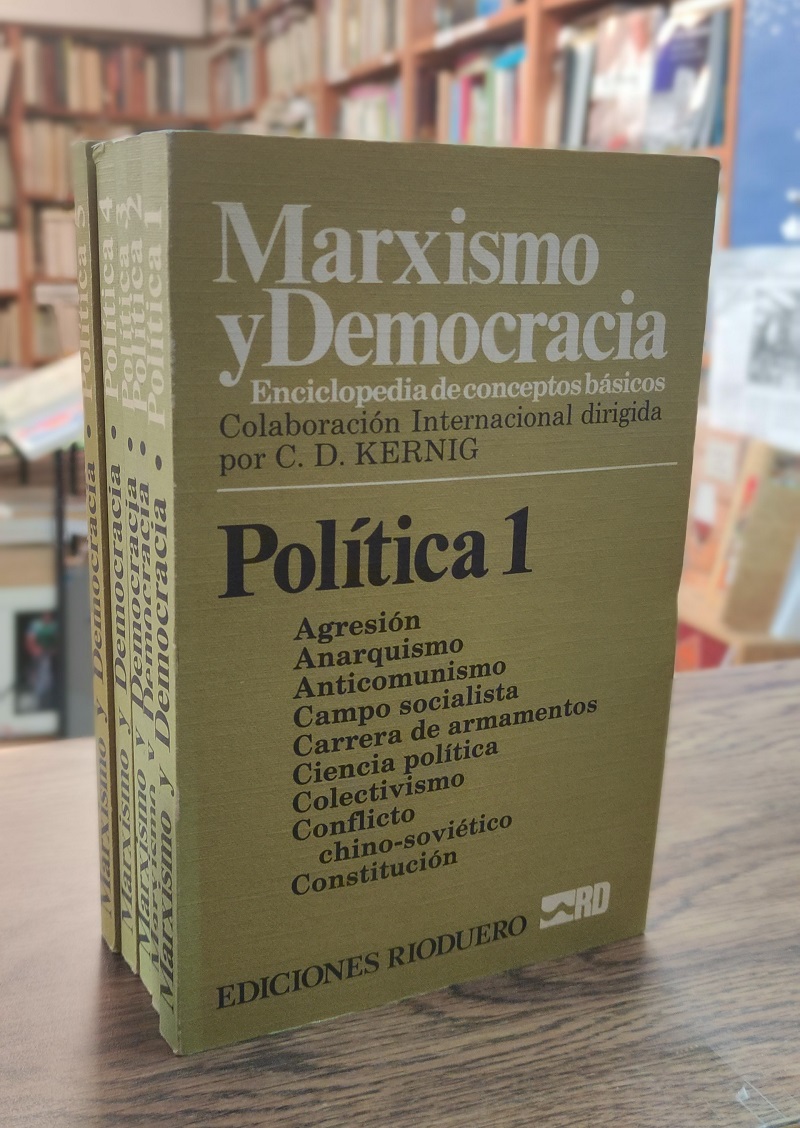 Marxismo
y Democracia
Enciclopedia de conceptos básicos
Colaboración Internacional dirigida
por C. D. KERNIG
Política 1
Agresión
Anarquismo
Anticomunismo
Campo socialista
Carrera de armamentos
Ciencia política
Colectivismo
Conflicto
chino-soviético
Constitución
EDICIONES RIODUERO
RD
Marxismo y Democracia • Política 5
Marxismo y Democracia • Política 4
Marxismo y Democracia • Política 3
Marxismo y Democracia • Política 2
Marxismo y Democracia • Política 1